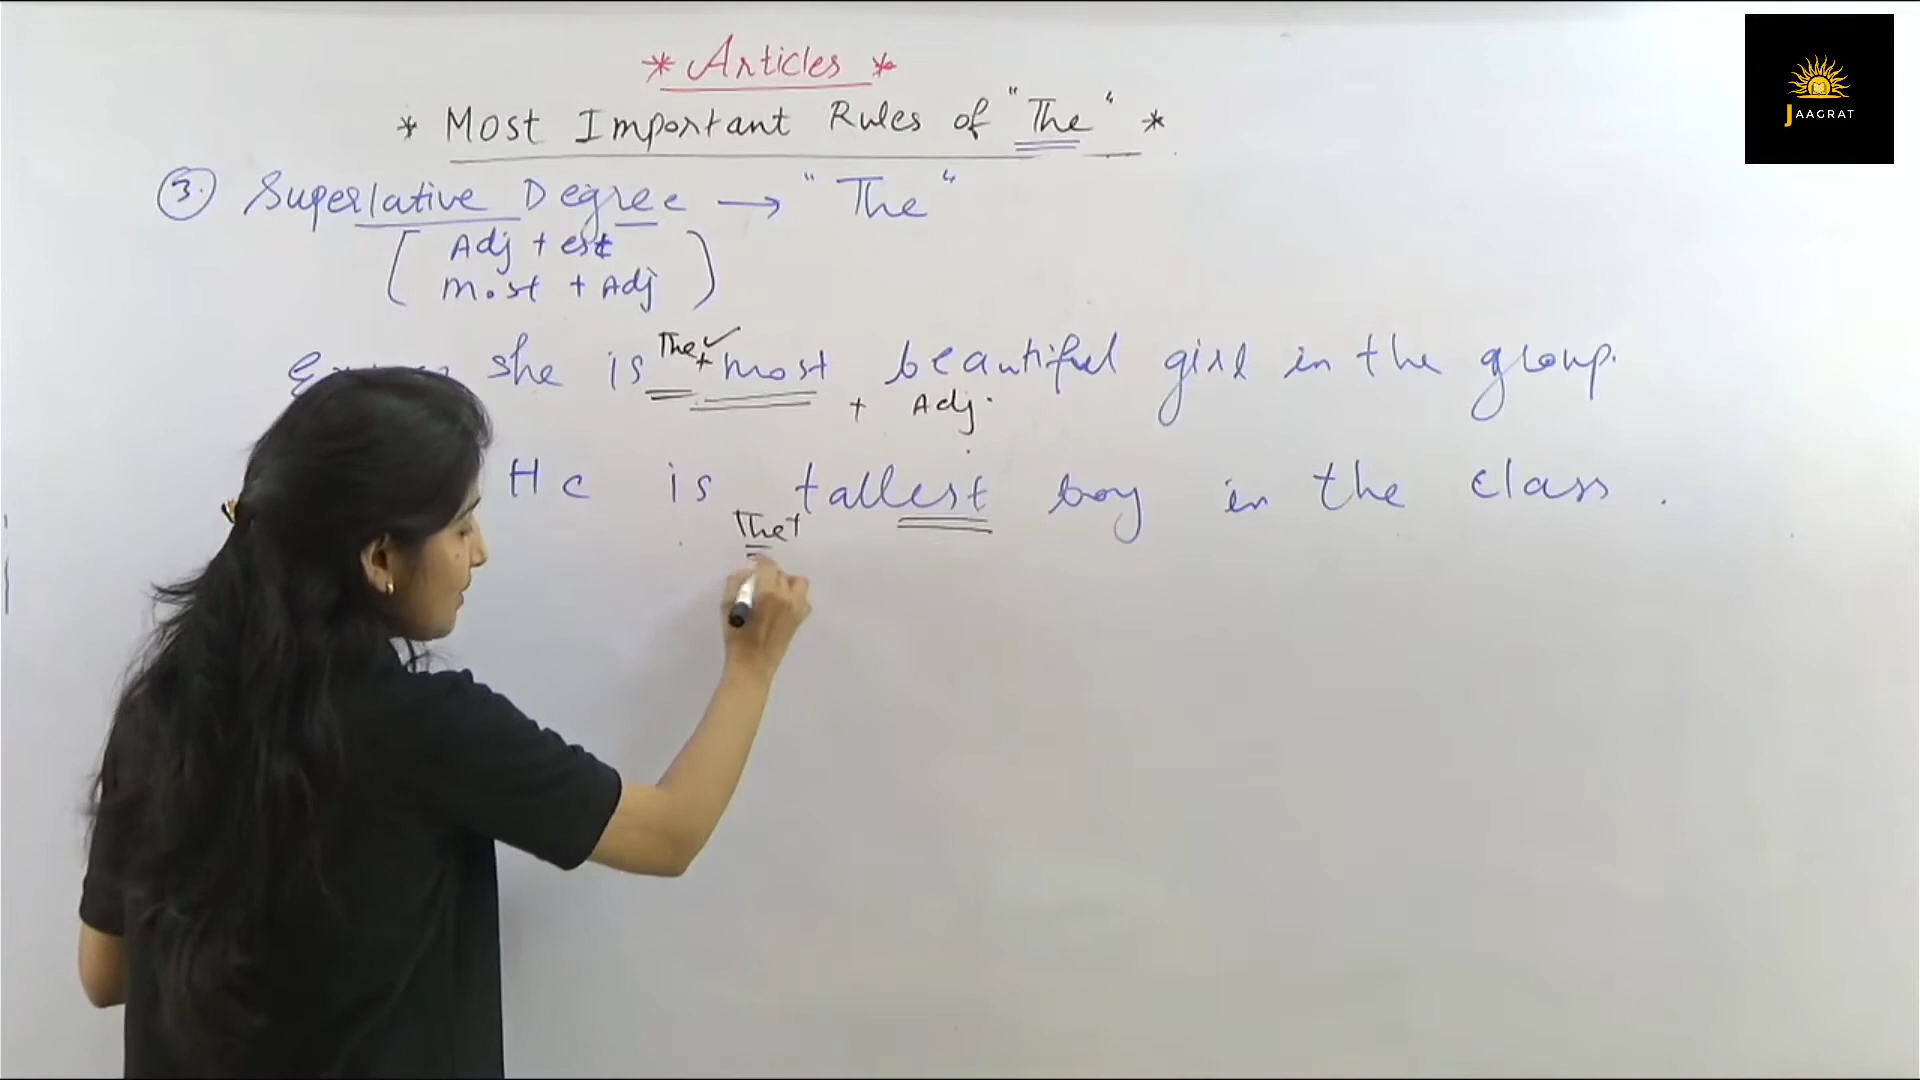 * Articles *
* Most Important Rules of "The" *
3. Superlative Degree → "The"
( Adj + est
most + Adj )
she is The + most beautiful girl in the group.
+ Adj.
He is tallest boy in the class.
The +
JAAGRAT